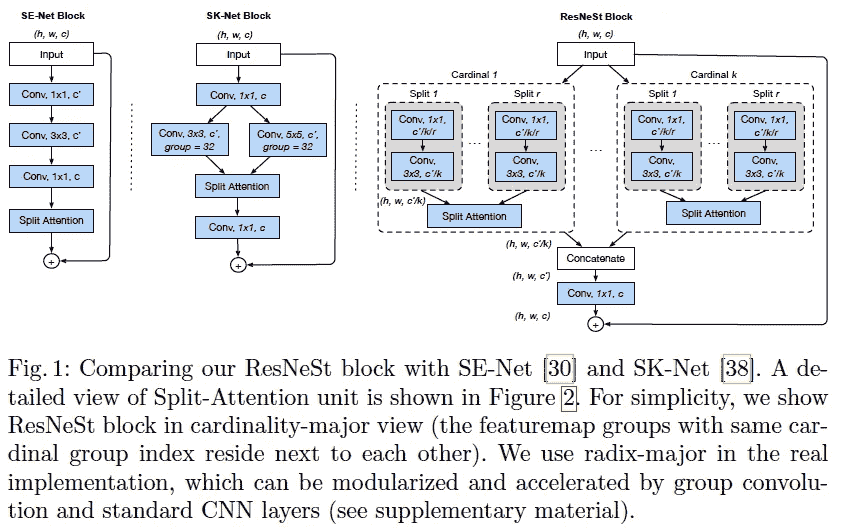 SE-Net Block
(h, w, c)
Input
Conv, 1x1, c'
Conv, 3x3, c'
Conv, 1x1, c
Split Attention
+
SK-Net Block
(h, w, c)
Input
Conv, 1x1, c
Conv, 3x3, c',
group = 32
Conv, 5x5, c',
group = 32
Split Attention
Conv, 1x1, c
+
ResNeSt Block
(h, w, c)
Input
Cardinal 1
Split 1
Conv, 1x1,
c'/k/r
Conv,
3x3, c'/k
...
Split r
Conv, 1x1,
c'/k/r
Conv,
3x3, c'/k
(h, w, c'/k)
Split Attention
...
Cardinal k
Split 1
Conv, 1x1,
c'/k/r
Conv,
3x3, c'/k
...
Split r
Conv, 1x1,
c'/k/r
Conv,
3x3, c'/k
Split Attention
(h, w, c'/k)
Concatenate
(h, w, c')
Conv, 1x1, c
(h, w, c)
+
Fig. 1: Comparing our ResNeSt block with SE-Net [30] and SK-Net [38]. A de-
tailed view of Split-Attention unit is shown in Figure 2. For simplicity, we show
ResNeSt block in cardinality-major view (the featuremap groups with same car-
dinal group index reside next to each other). We use radix-major in the real
implementation, which can be modularized and accelerated by group convolu-
tion and standard CNN layers (see supplementary material).